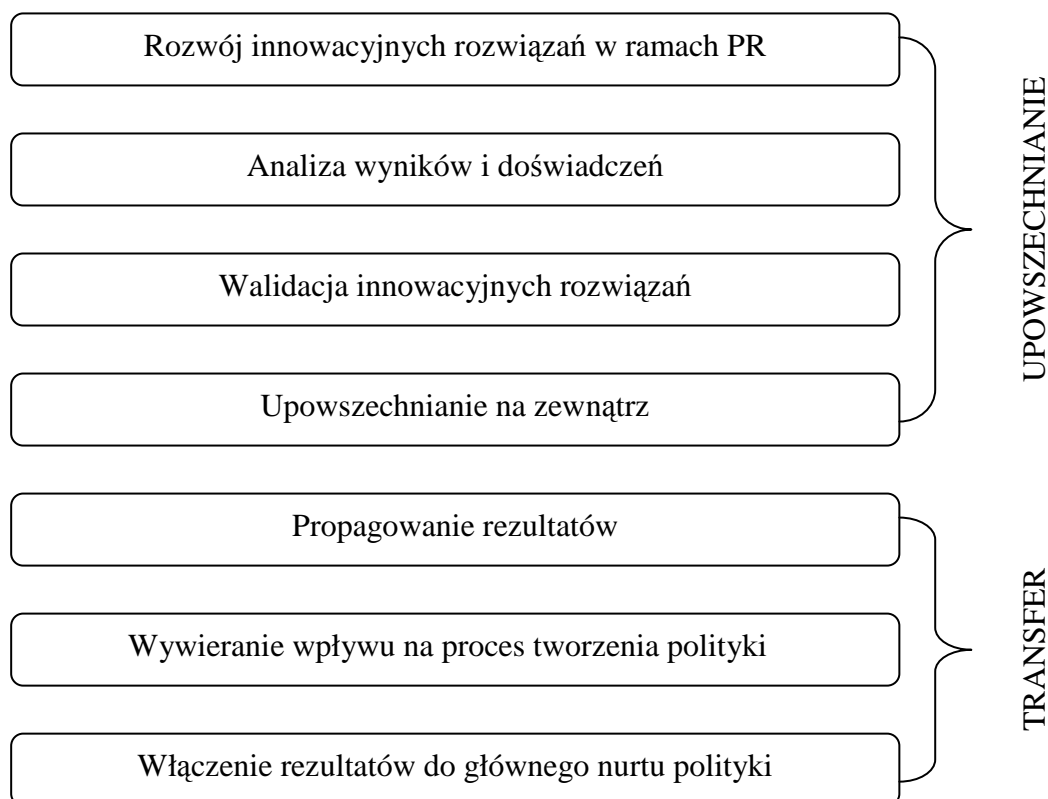 Rozwój innowacyjnych rozwiązań w ramach PR
Analiza wyników i doświadczeń
Walidacja innowacyjnych rozwiązań
Upowszechnianie na zewnątrz
UPOWSZECHNIANIE
Propagowanie rezultatów
Wywieranie wpływu na proces tworzenia polityki
Włączenie rezultatów do głównego nurtu polityki
TRANSFER